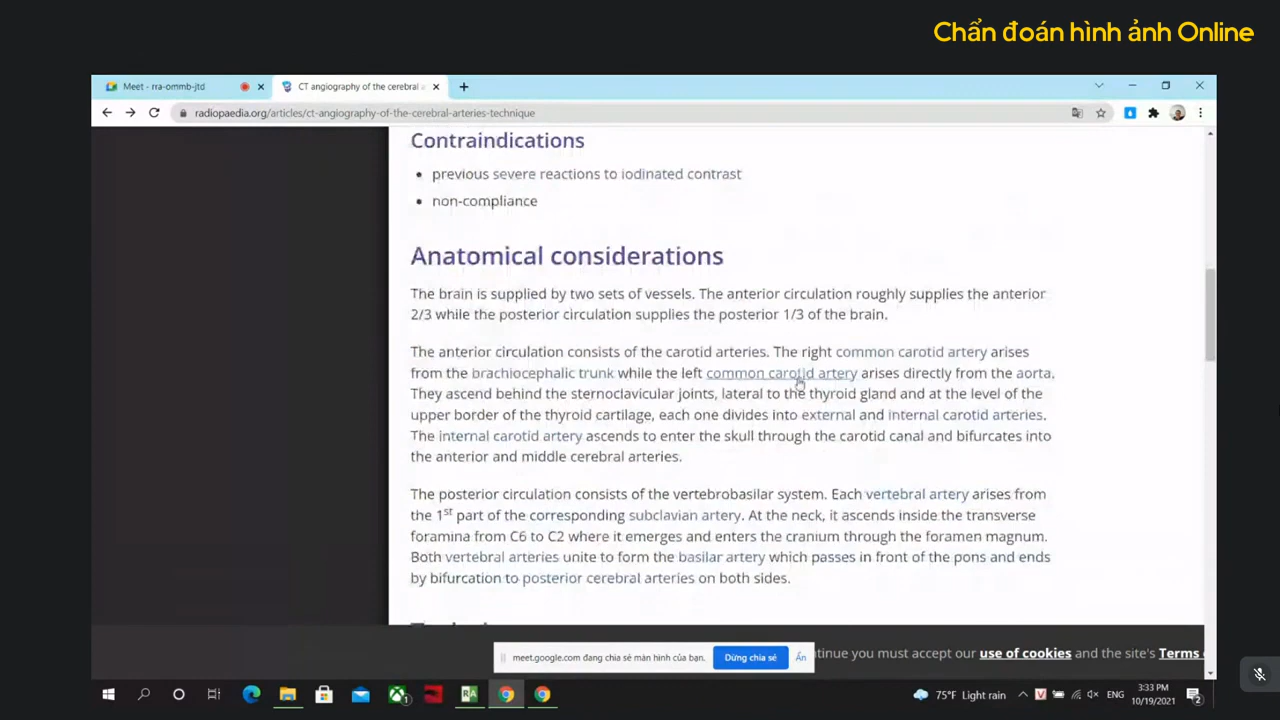 Chẩn đoán hình ảnh Online
Meet - rra-ommb-jtd
CT angiography of the cerebral a
radiopaedia.org/articles/ct-angiography-of-the-cerebral-arteries-technique
Contraindications
• previous severe reactions to iodinated contrast
• non-compliance
Anatomical considerations
The brain is supplied by two sets of vessels. The anterior circulation roughly supplies the anterior
2/3 while the posterior circulation supplies the posterior 1/3 of the brain.
The anterior circulation consists of the carotid arteries. The right common carotid artery arises
from the brachiocephalic trunk while the left common carotid artery arises directly from the aorta.
They ascend behind the sternoclavicular joints, lateral to the thyroid gland and at the level of the
upper border of the thyroid cartilage, each one divides into external and internal carotid arteries.
The internal carotid artery ascends to enter the skull through the carotid canal and bifurcates into
the anterior and middle cerebral arteries.
The posterior circulation consists of the vertebrobasilar system. Each vertebral artery arises from
the 1st part of the corresponding subclavian artery. At the neck, it ascends inside the transverse
foramina from C6 to C2 where it emerges and enters the cranium through the foramen magnum.
Both vertebral arteries unite to form the basilar artery which passes in front of the pons and ends
by bifurcation to posterior cerebral arteries on both sides.
meet.google.com đang chia sẻ màn hình của bạn.
Dừng chia sẻ
Ẩn
ntinue you must accept our use of cookies and the site's Terms
RA
75°F Light rain
V
ENG
3:33 PM
10/19/2021
2